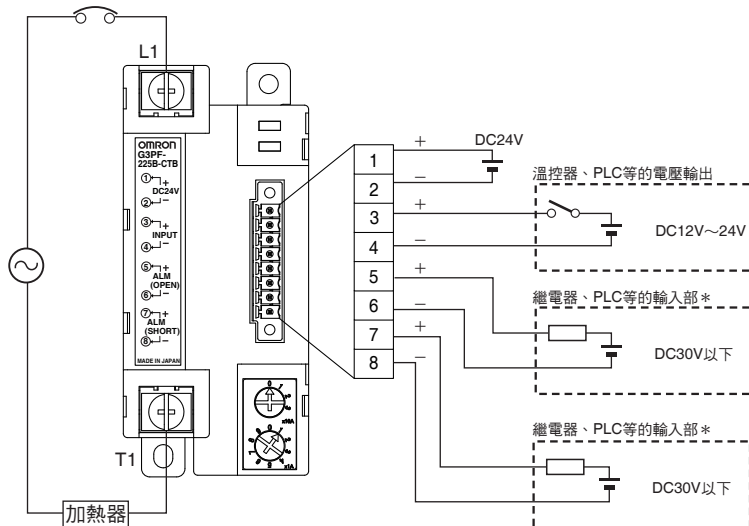 L1
OMRON
G3PF-
225B-CTB
① +
DC24V
② −
③ +
INPUT
④ −
⑤ +
ALM
(OPEN)
⑥ −
⑦ +
ALM
(SHORT)
⑧ −
MADE IN JAPAN
x10A
x1A
T1
加熱器
1
2
3
4
5
6
7
8
+
−
+
−
+
−
+
−
DC24V
溫控器、PLC等的電壓輸出
DC12V～24V
繼電器、PLC等的輸入部＊
DC30V以下
繼電器、PLC等的輸入部＊
DC30V以下